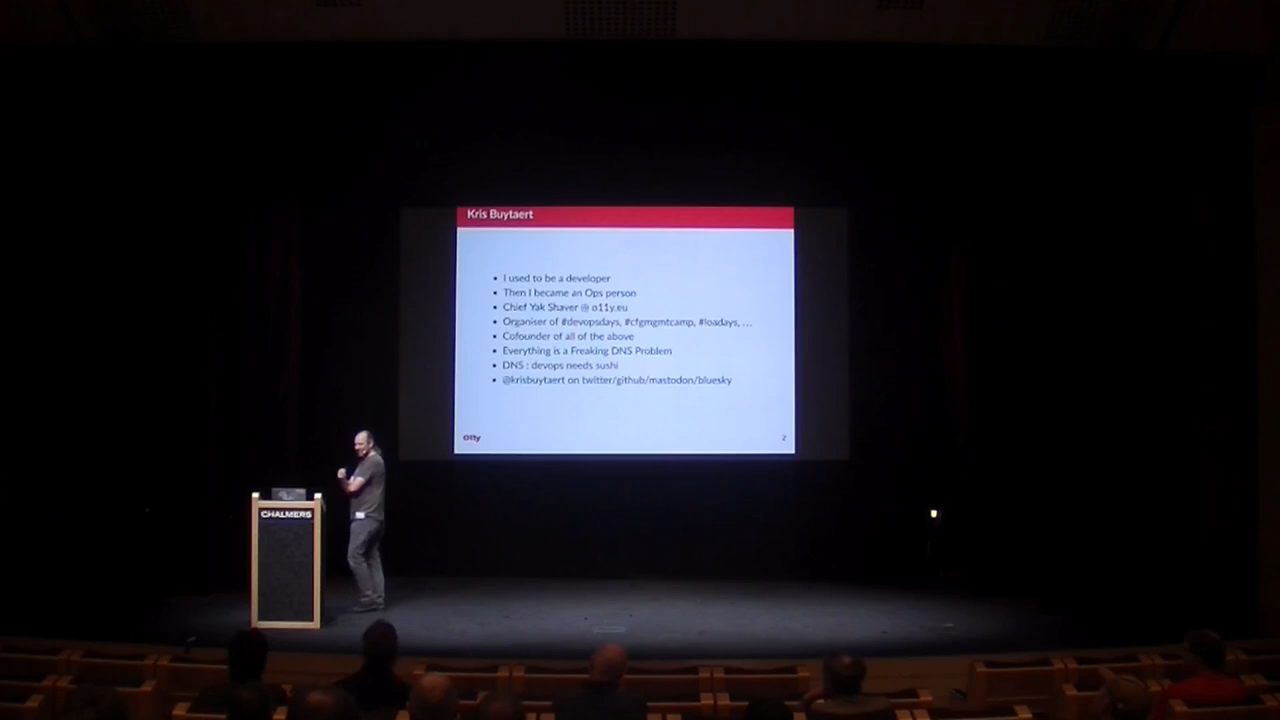 Kris Buytaert
• I used to be a developer
• Then I became an Ops person
• Chief Yak Shaver @ o11y.eu
• Organiser of #devopsdays, #cfgmgmtcamp, #loadays, ...
• Cofounder of all of the above
• Everything is a Freaking DNS Problem
• DNS : devops needs sushi
• @krisbuytaert on twitter/github/mastodon/bluesky
o11y
2
CHALMERS